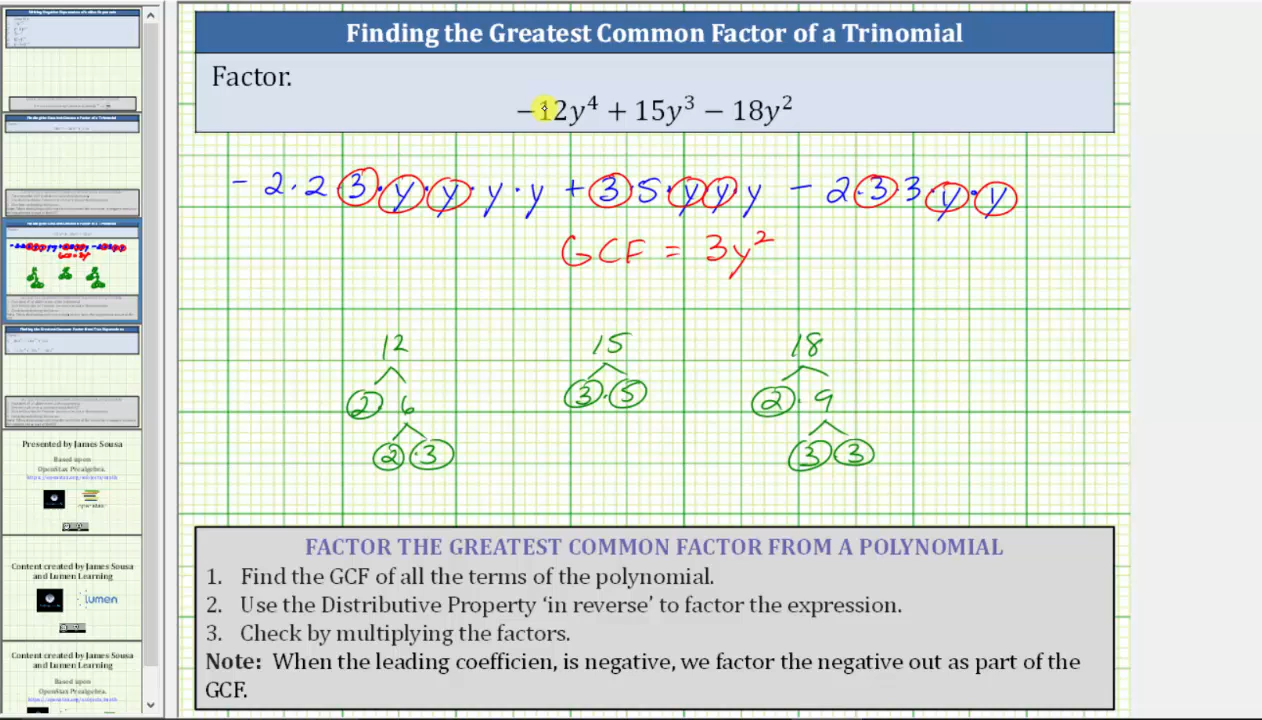 Finding the Greatest Common Factor of a Trinomial
Factor:
−12y⁴ + 15y³ − 18y²
- 2·2·3·y·y·y·y + 3·5·y y y - 2·3·3·y·y
GCF = 3y²
12 15 18
2·6 3·5 2·9
2·3 3 3
FACTOR THE GREATEST COMMON FACTOR FROM A POLYNOMIAL
1. Find the GCF of all the terms of the polynomial.
2. Use the Distributive Property ‘in reverse’ to factor the expression.
3. Check by multiplying the factors.
Note: When the leading coefficien, is negative, we factor the negative out as part of the
GCF.
Presented by James Sousa
Based upon
OpenStax Prealgebra.
Content created by James Sousa
and Lumen Learning
lumen
Content created by James Sousa
and Lumen Learning
Based upon
OpenStax Prealgebra.